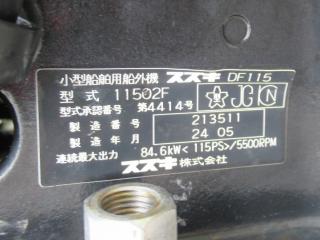 小型船舶用船外機 スズキ DF115
型式 11502F JG N
型式承認番号 第4414号
製造番号 213511
製造年月 24 05
連続最大出力 84.6kW<115PS>/5500RPM
スズキ株式会社